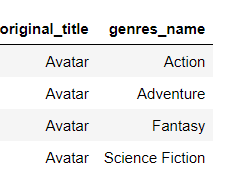 original_title genres_name
Avatar Action
Avatar Adventure
Avatar Fantasy
Avatar Science Fiction